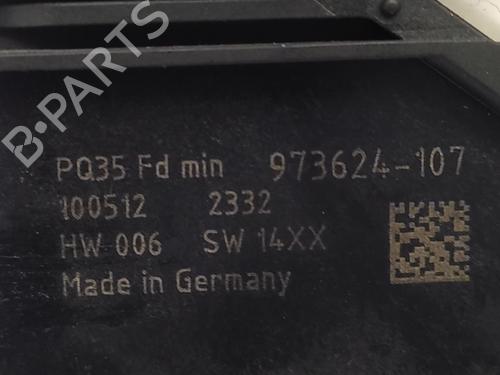 B-PARTS
PQ35 Fd min 973624-107
100512 2332
HW 006 SW 14XX
Made in Germany